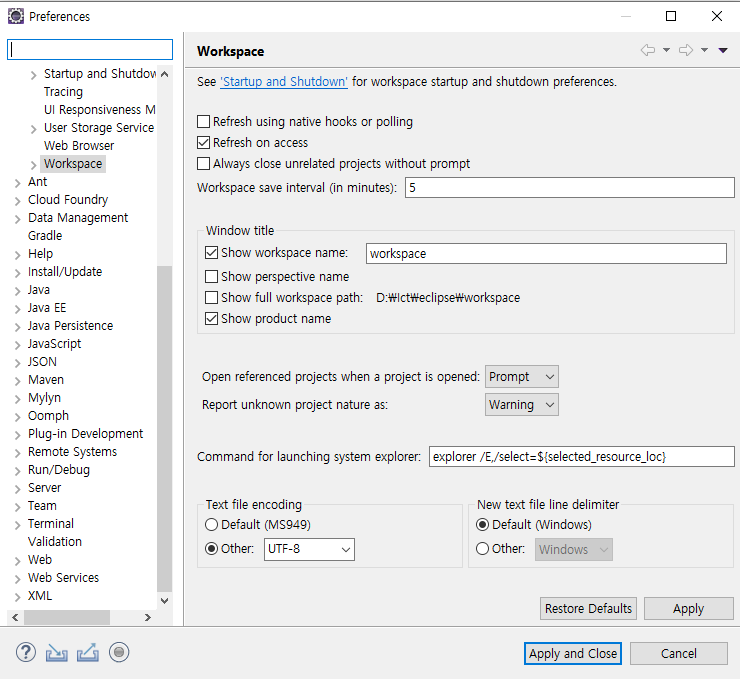 Preferences
Workspace
See 'Startup and Shutdown' for workspace startup and shutdown preferences.
Startup and Shutdow
Tracing
UI Responsiveness M
User Storage Service
Web Browser
Workspace
Ant
Cloud Foundry
Data Management
Gradle
Help
Install/Update
Java
Java EE
Java Persistence
JavaScript
JSON
Maven
Mylyn
Oomph
Plug-in Development
Remote Systems
Run/Debug
Server
Team
Terminal
Validation
Web
Web Services
XML
Refresh using native hooks or polling
Refresh on access
Always close unrelated projects without prompt
Workspace save interval (in minutes): 5
Window title
Show workspace name: workspace
Show perspective name
Show full workspace path: D:₩Ict₩eclipse₩workspace
Show product name
Open referenced projects when a project is opened: Prompt
Report unknown project nature as: Warning
Command for launching system explorer: explorer /E,/select=${selected_resource_loc}
Text file encoding
Default (MS949)
Other: UTF-8
New text file line delimiter
Default (Windows)
Other: Windows
Restore Defaults Apply
? Apply and Close Cancel